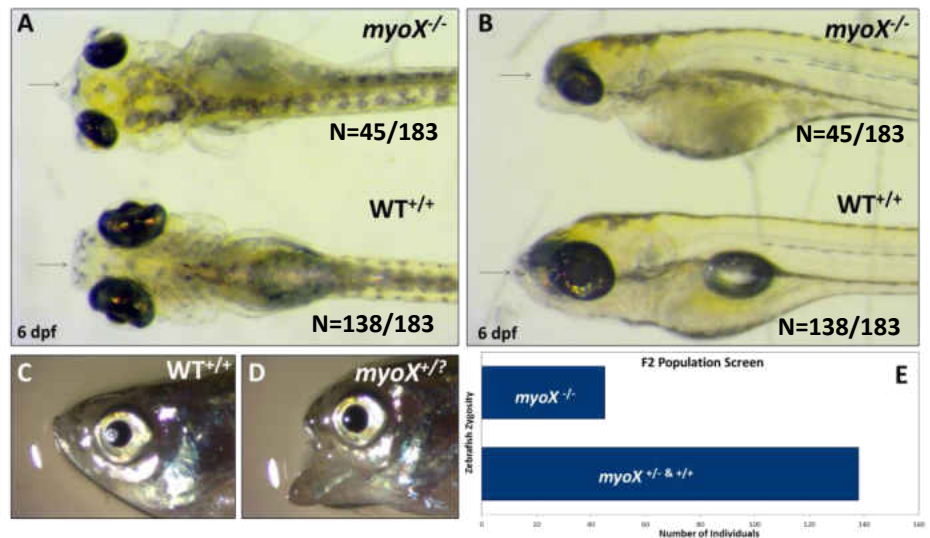 A
myoX-/-
N=45/183
WT+/+
6 dpf
N=138/183
B
myoX-/-
N=45/183
WT+/+
6 dpf
N=138/183
C
WT+/+
D
myoX+/?
F2 Population Screen
E
Zebrafish Zygosity
myoX -/-
myoX +/- & +/+
0 20 40 60 80 100 120 140 160
Number of Individuals